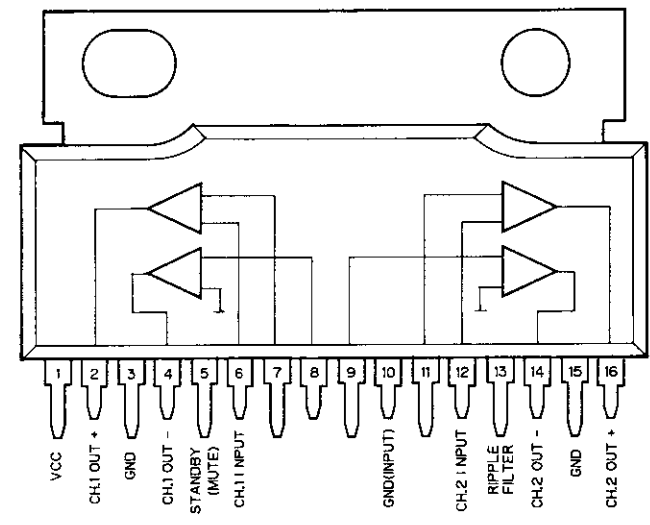 1 2 3 4 5 6 7 8 9 10 11 12 13 14 15 16
VCC
CH.1 OUT +
GND
CH.1 OUT -
STANDBY
(MUTE)
CH.1 INPUT
GND(INPUT)
CH.2 INPUT
RIPPLE
FILTER
CH.2 OUT -
GND
CH.2 OUT +